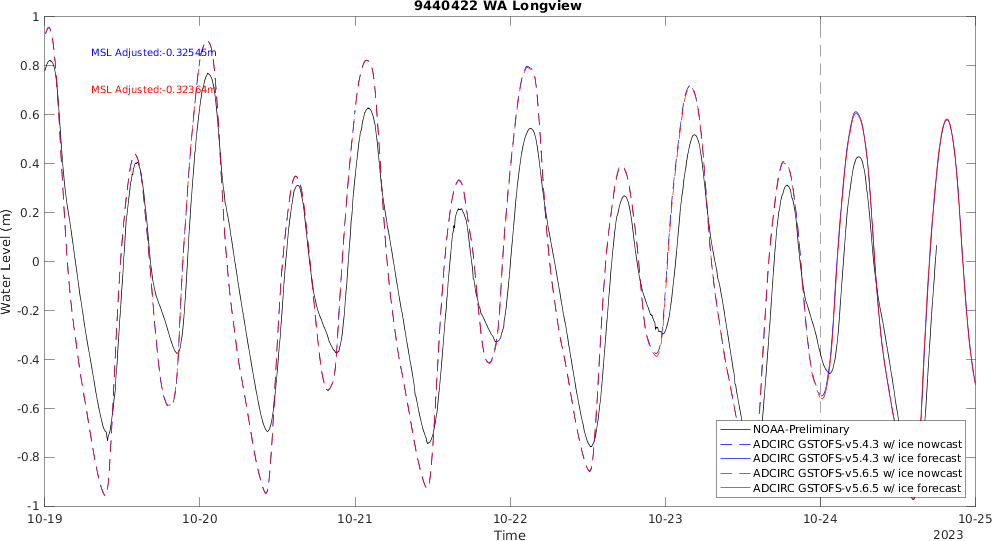 9440422 WA Longview
MSL Adjusted:-0.32545m
MSL Adjusted:-0.32364m
Water Level (m)
1
0.8
0.6
0.4
0.2
0
-0.2
-0.4
-0.6
-0.8
-1
NOAA-Preliminary
ADCIRC GSTOFS-v5.4.3 w/ ice nowcast
ADCIRC GSTOFS-v5.4.3 w/ ice forecast
ADCIRC GSTOFS-v5.6.5 w/ ice nowcast
ADCIRC GSTOFS-v5.6.5 w/ ice forecast
10-19 10-20 10-21 10-22 10-23 10-24 10-25
Time
2023